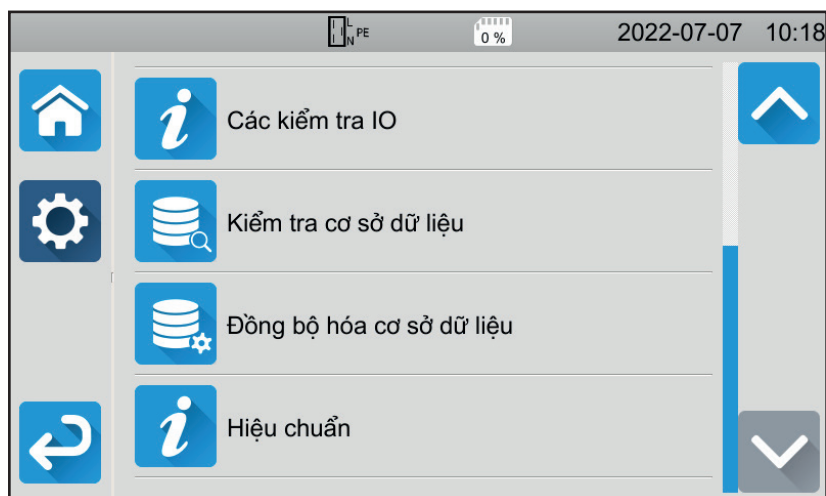 L
N PE
0 %
2022-07-07 10:18
Các kiểm tra IO
Kiểm tra cơ sở dữ liệu
Đồng bộ hóa cơ sở dữ liệu
Hiệu chuẩn